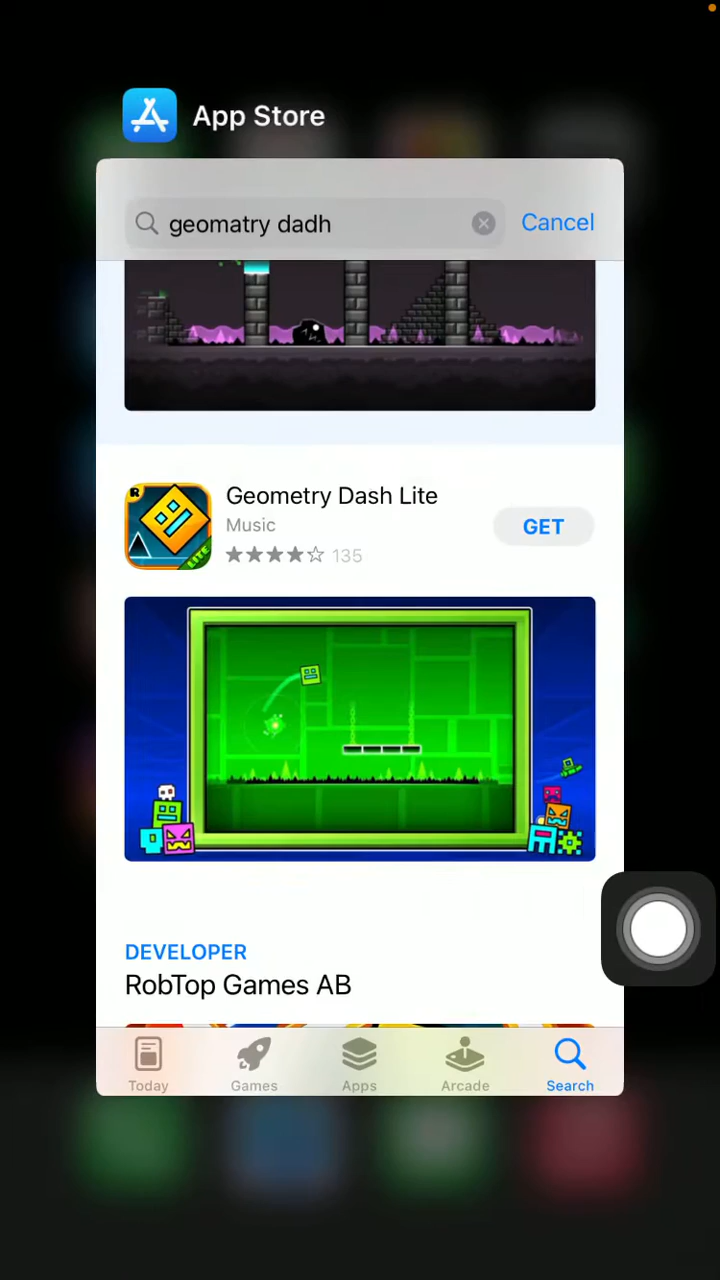 App Store
geomatry dadh
Cancel
R
LITE
Geometry Dash Lite
Music
135
GET
DEVELOPER
RobTop Games AB
Today
Games
Apps
Arcade
Search